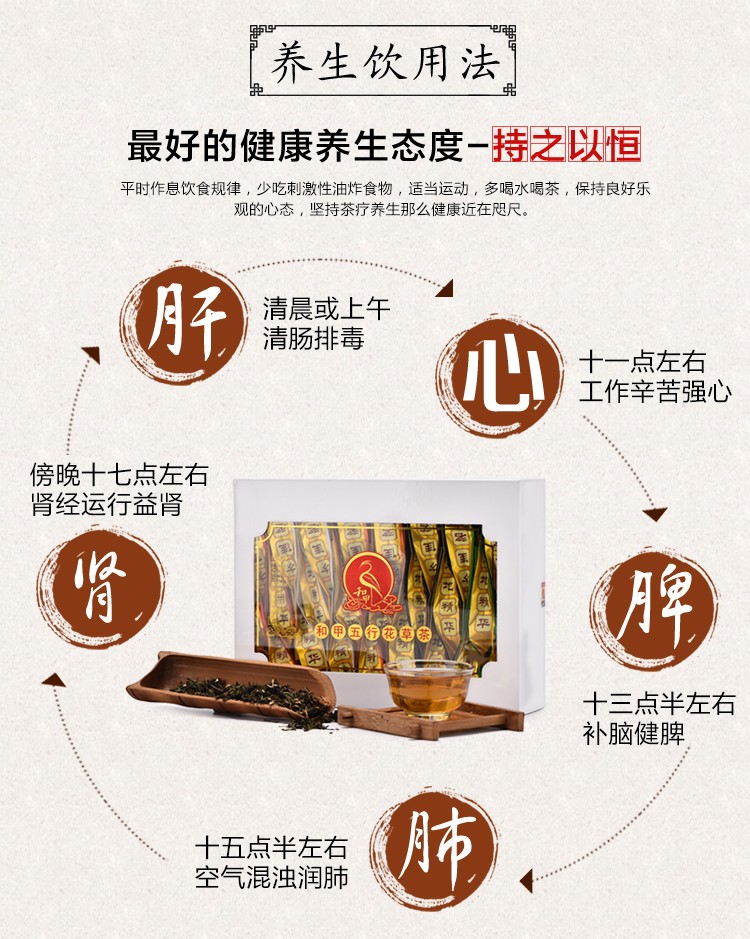 养生饮用法
最好的健康养生态度-持之以恒
平时作息饮食规律，少吃刺激性油炸食物，适当运动，多喝水喝茶，保持良好乐
观的心态，坚持茶疗养生那么健康近在咫尺。
肝
清晨或上午
清肠排毒
心
十一点左右
工作辛苦强心
脾
十三点半左右
补脑健脾
肺
十五点半左右
空气混浊润肺
肾
傍晚十七点左右
肾经运行益肾
和甲
和甲五行花草茶